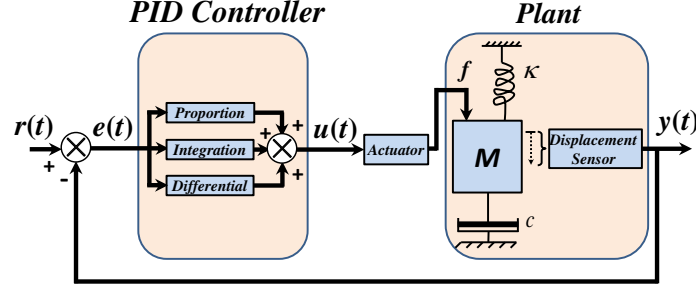 PID Controller
Plant
r(t)
+
-
e(t)
Proportion
Integration
Differential
+
+
+
u(t)
Actuator
f
κ
M
c
Displacement
Sensor
y(t)